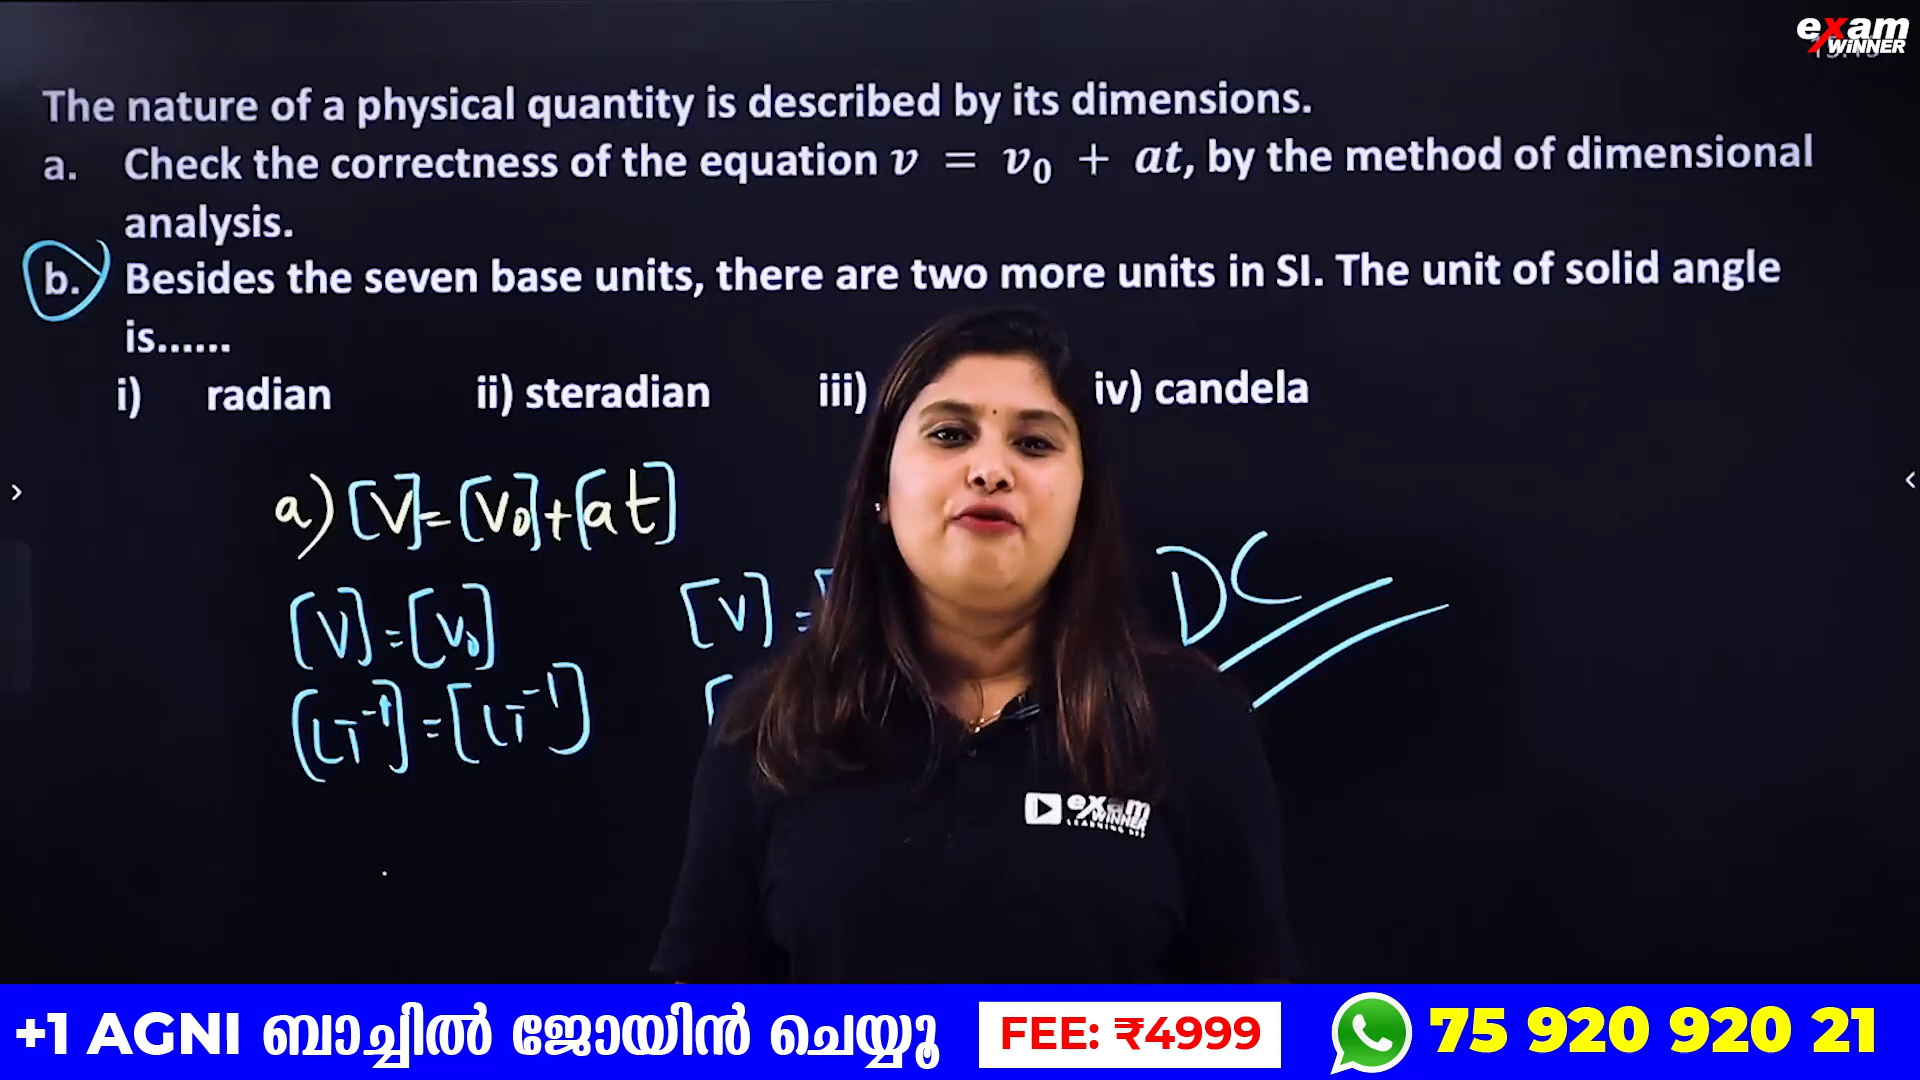 exam
WINNER
The nature of a physical quantity is described by its dimensions.
a. Check the correctness of the equation v = v₀ + at, by the method of dimensional
analysis.
b. Besides the seven base units, there are two more units in SI. The unit of solid angle
is......
i) radian ii) steradian iii) iv) candela
a) [V] = [V₀] + [at]
[V] = [V₀] [V] =
[LT⁻¹] = [LT⁻¹] [
DC
exam
WINNER
+1 AGNI ബാച്ചിൽ ജോയിൻ ചെയ്യൂ FEE: ₹4999 75 920 920 21